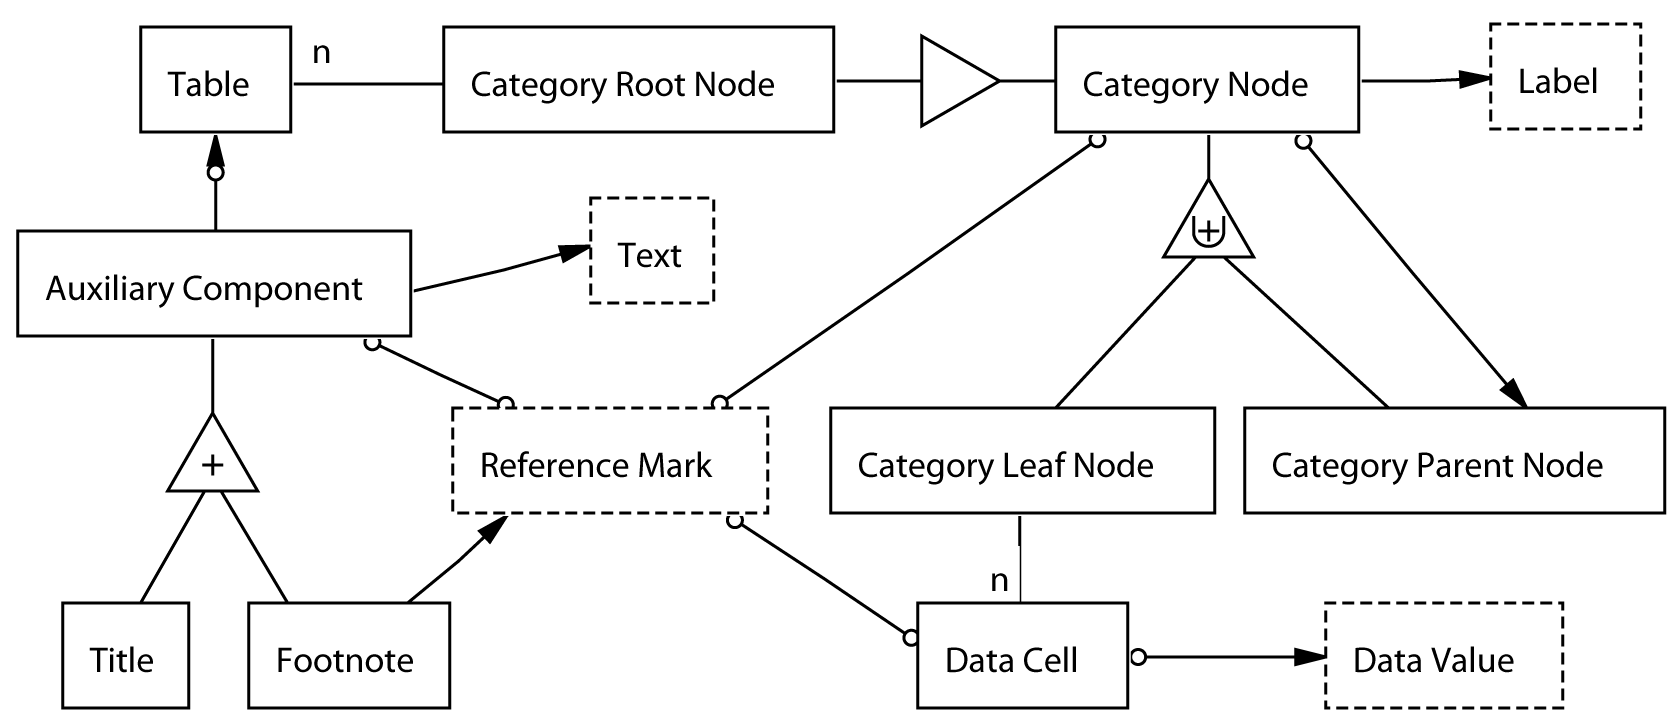 Table
n
Category Root Node
Category Node
Label
Auxiliary Component
Text
+
+
Reference Mark
Category Leaf Node
Category Parent Node
n
Title
Footnote
Data Cell
Data Value